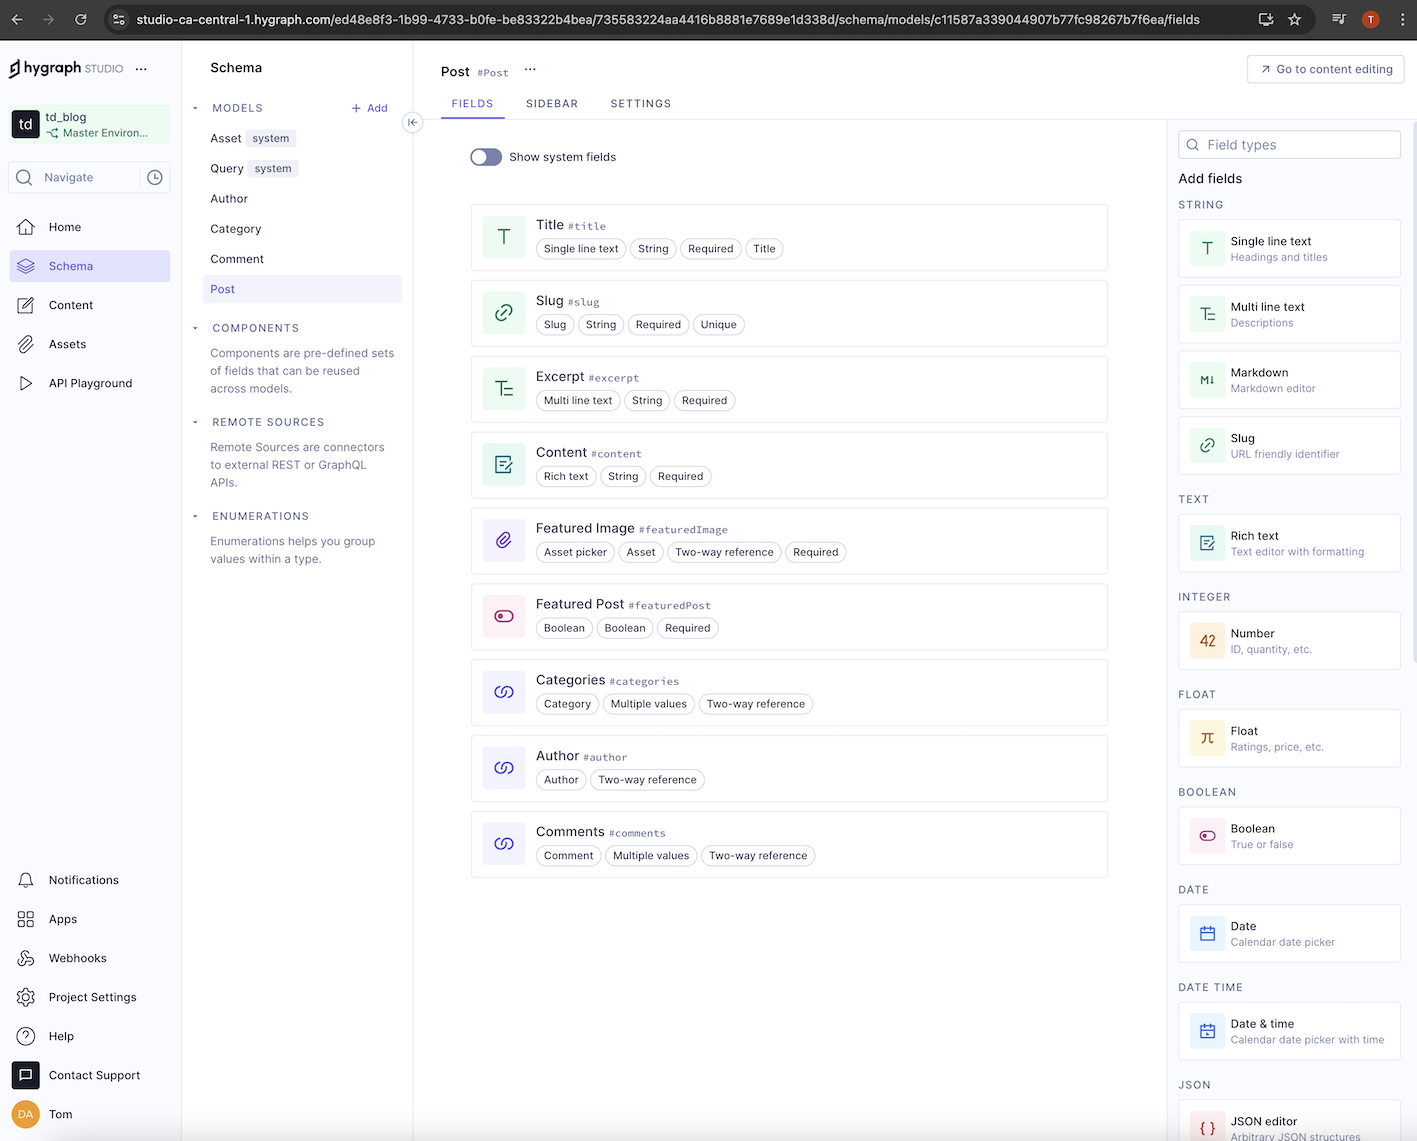 studio-ca-central-1.hygraph.com/ed48e8f3-1b99-4733-b0fe-be83322b4bea/735583224aa4416b8881e7689e1d338d/schema/models/c11587a339044907b77fc98267b7f6ea/fields
T
hygraph STUDIO
td
td_blog
Master Environ...
Navigate
Home
Schema
Content
Assets
API Playground
Notifications
Apps
Webhooks
Project Settings
Help
Contact Support
DA
Tom
Schema
MODELS
+ Add
Asset system
Query system
Author
Category
Comment
Post
COMPONENTS
Components are pre-defined sets
of fields that can be reused
across models.
REMOTE SOURCES
Remote Sources are connectors
to external REST or GraphQL
APIs.
ENUMERATIONS
Enumerations helps you group
values within a type.
Post #Post
Go to content editing
FIELDS SIDEBAR SETTINGS
Show system fields
T
Title #title
Single line text String Required Title
Slug #slug
Slug String Required Unique
T
Excerpt #excerpt
Multi line text String Required
Content #content
Rich text String Required
Featured Image #featuredImage
Asset picker Asset Two-way reference Required
Featured Post #featuredPost
Boolean Boolean Required
Categories #categories
Category Multiple values Two-way reference
Author #author
Author Two-way reference
Comments #comments
Comment Multiple values Two-way reference
Field types
Add fields
STRING
T
Single line text
Headings and titles
T
Multi line text
Descriptions
M↓
Markdown
Markdown editor
Slug
URL friendly identifier
TEXT
Rich text
Text editor with formatting
INTEGER
42
Number
ID, quantity, etc.
FLOAT
π
Float
Ratings, price, etc.
BOOLEAN
Boolean
True or false
DATE
Date
Calendar date picker
DATE TIME
Date & time
Calendar date picker with time
JSON
{ }
JSON editor
Arbitrary JSON structures